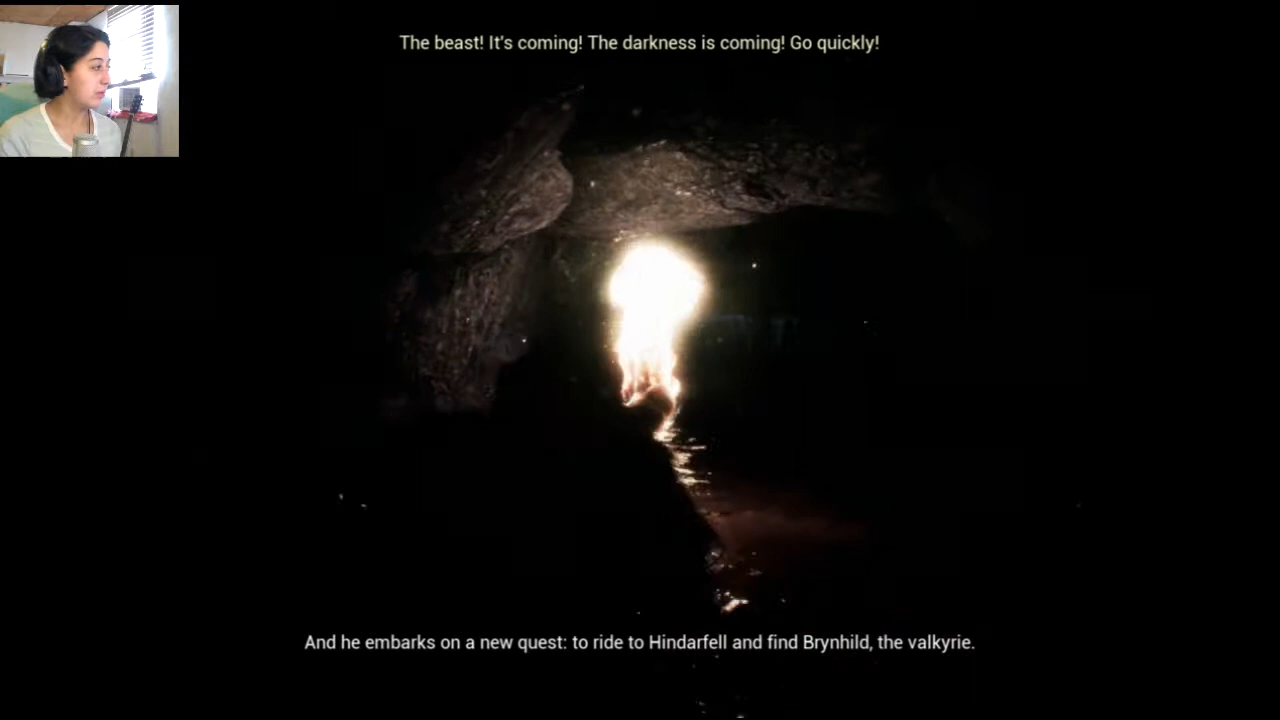 The beast! It's coming! The darkness is coming! Go quickly!
And he embarks on a new quest: to ride to Hindarfell and find Brynhild, the valkyrie.